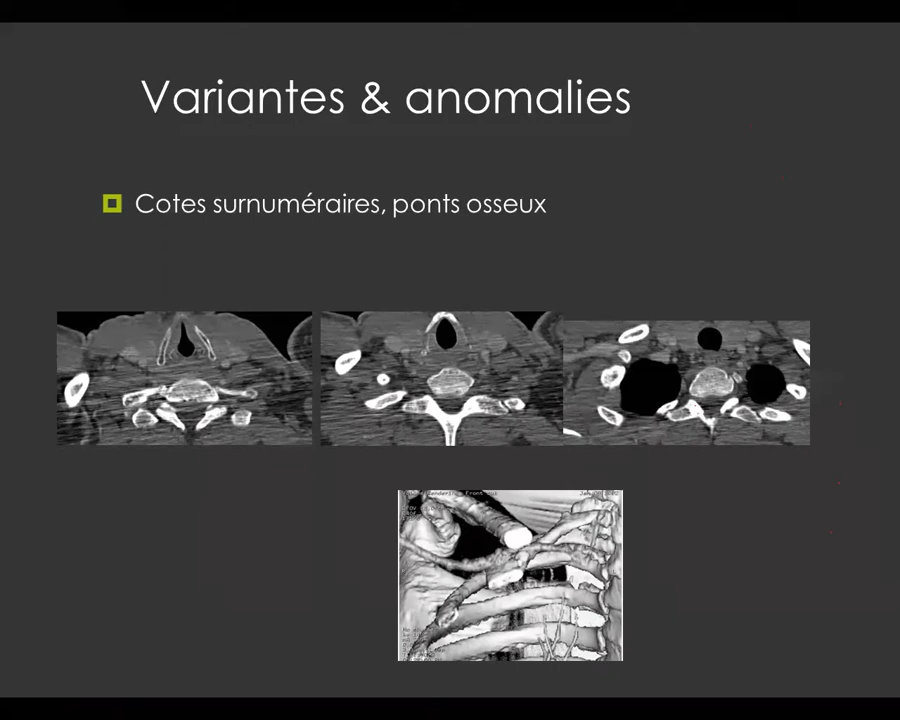 Variantes & anomalies
Cotes surnuméraires, ponts osseux